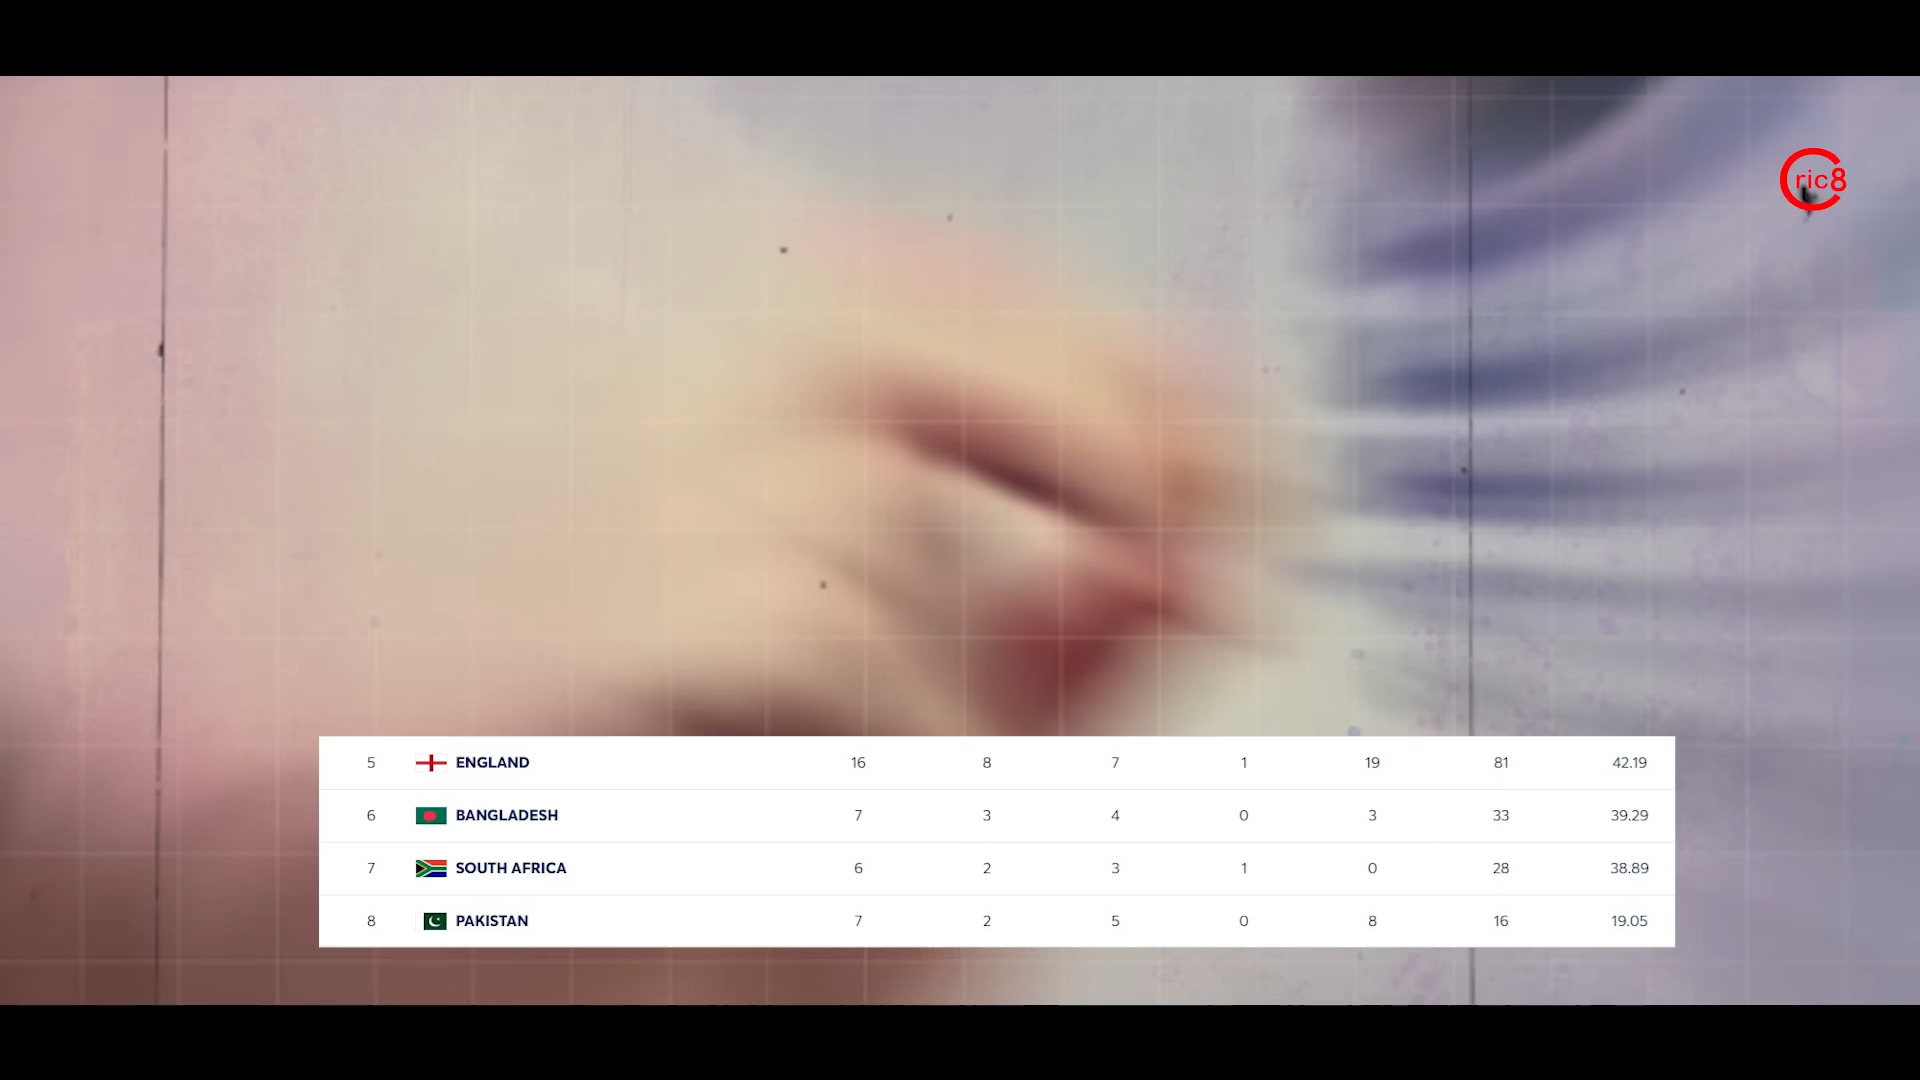 Cric8
5 ENGLAND 16 8 7 1 19 81 42.19
6 BANGLADESH 7 3 4 0 3 33 39.29
7 SOUTH AFRICA 6 2 3 1 0 28 38.89
8 PAKISTAN 7 2 5 0 8 16 19.05